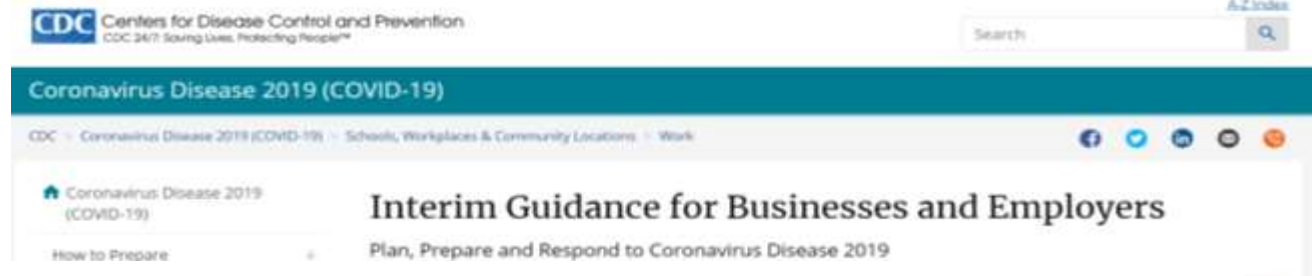 A-Z Index
CDC Centers for Disease Control and Prevention
CDC 24/7: Saving Lives, Protecting People™
Search
Coronavirus Disease 2019 (COVID-19)
CDC > Coronavirus Disease 2019 (COVID-19) > Schools, Workplaces & Community Locations > Work
Coronavirus Disease 2019
(COVID-19)
How to Prepare +
Interim Guidance for Businesses and Employers
Plan, Prepare and Respond to Coronavirus Disease 2019